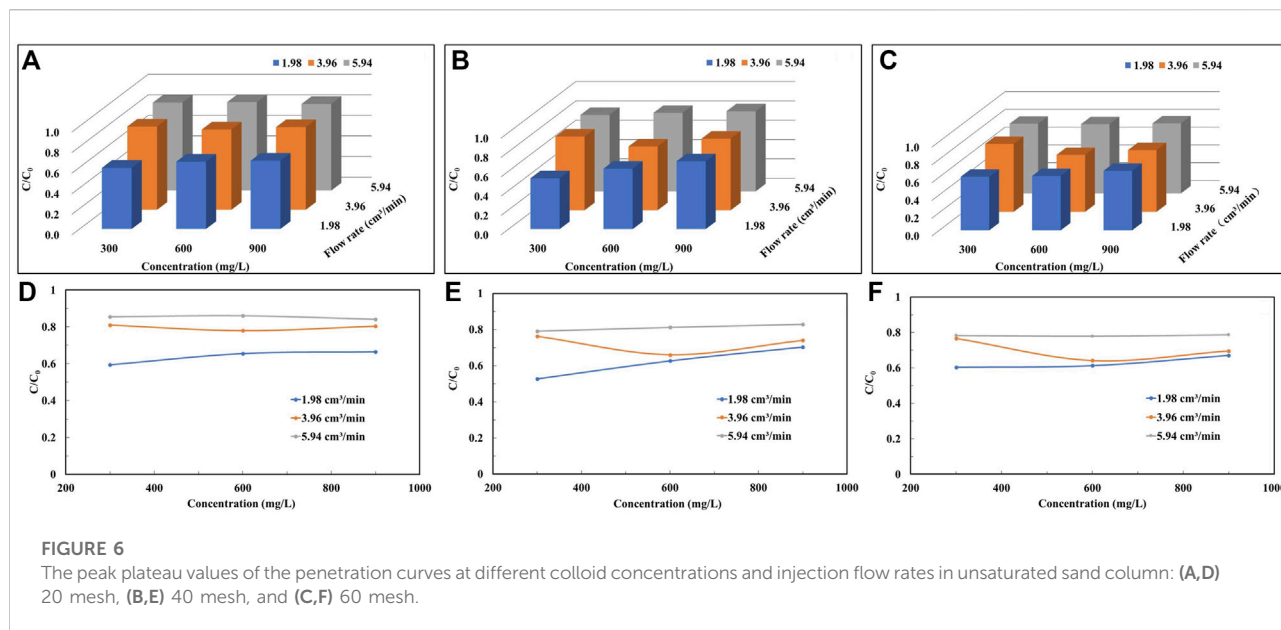 A
1.98 3.96 5.94
1.0
0.8
0.6
0.4
0.2
0.0
C/C₀
300 600 900
Concentration (mg/L)
1.98
3.96
5.94
Flow rate (cm³/min)
B
1.98 3.96 5.94
1.0
0.8
0.6
0.4
0.2
0.0
C/C₀
300 600 900
Concentration (mg/L)
1.98
3.96
5.94
Flow rate (cm³/min)
C
1.98 3.96 5.94
1.0
0.8
0.6
0.4
0.2
0.0
C/C₀
300 600 900
Concentration (mg/L)
1.98
3.96
5.94
Flow rate（cm³/min）
D
1
0.8
0.6
0.4
0.2
0
C/C₀
1.98 cm³/min
3.96 cm³/min
5.94 cm³/min
200 400 600 800 1000
Concentration (mg/L)
E
1
0.8
0.6
0.4
0.2
0
C/C₀
1.98 cm³/min
3.96 cm³/min
5.94 cm³/min
200 400 600 800 1000
Concentration (mg/L)
F
1
0.8
0.6
0.4
0.2
0
C/C₀
1.98 cm³/min
3.96 cm³/min
5.94 cm³/min
200 400 600 800 1000
Concentration (mg/L)
FIGURE 6
The peak plateau values of the penetration curves at different colloid concentrations and injection flow rates in unsaturated sand column: (A,D)
20 mesh, (B,E) 40 mesh, and (C,F) 60 mesh.